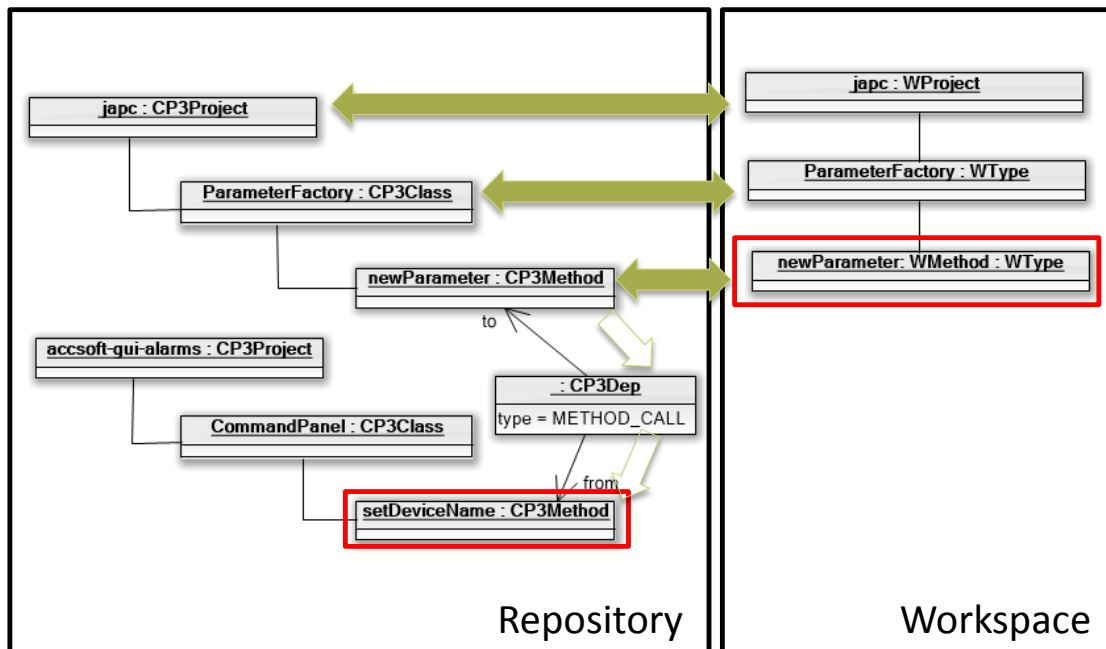 japc : CP3Project
ParameterFactory : CP3Class
newParameter : CP3Method
to
accsoft-gui-alarms : CP3Project
_ : CP3Dep
type = METHOD_CALL
CommandPanel : CP3Class
from
setDeviceName : CP3Method
Repository
japc : WProject
ParameterFactory : WType
newParameter: WMethod : WType
Workspace